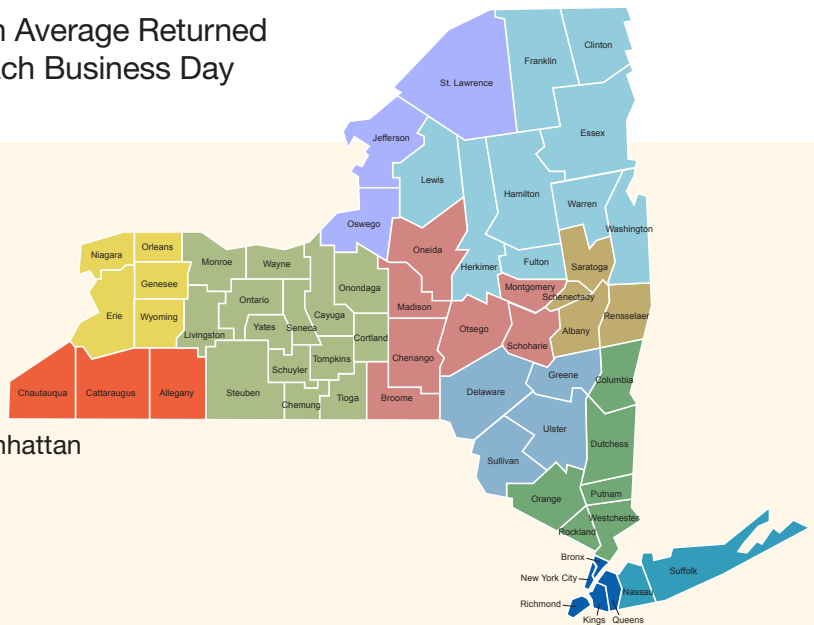 Average Returned
Business Day
Clinton
Franklin
St. Lawrence
Essex
Jefferson
Lewis
Hamilton
Warren
Oswego
Washington
Oneida
Orleans
Niagara
Monroe
Wayne
Herkimer
Fulton
Saratoga
Genesee
Onondaga
Montgomery
Schenectady
Ontario
Madison
Erie
Wyoming
Cayuga
Rensselaer
Yates
Seneca
Otsego
Albany
Livingston
Cortland
Schoharie
Tompkins
Chenango
Schuyler
Greene
Columbia
Chautauqua
Cattaraugus
Allegany
Steuben
Delaware
Tioga
Broome
Chemung
Ulster
Dutchess
Sullivan
Putnam
Orange
Westchester
Rockland
Bronx
Suffolk
New York City
Nassau
Richmond
Kings
Queens